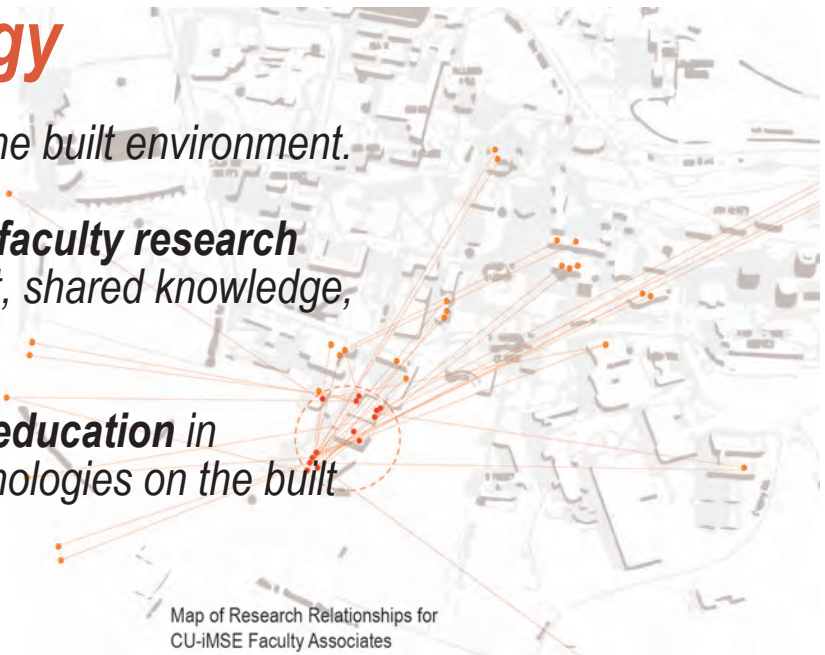 gy
ne built environment.
faculty research
t, shared knowledge,
education in
nologies on the built
Map of Research Relationships for
CU-iMSE Faculty Associates